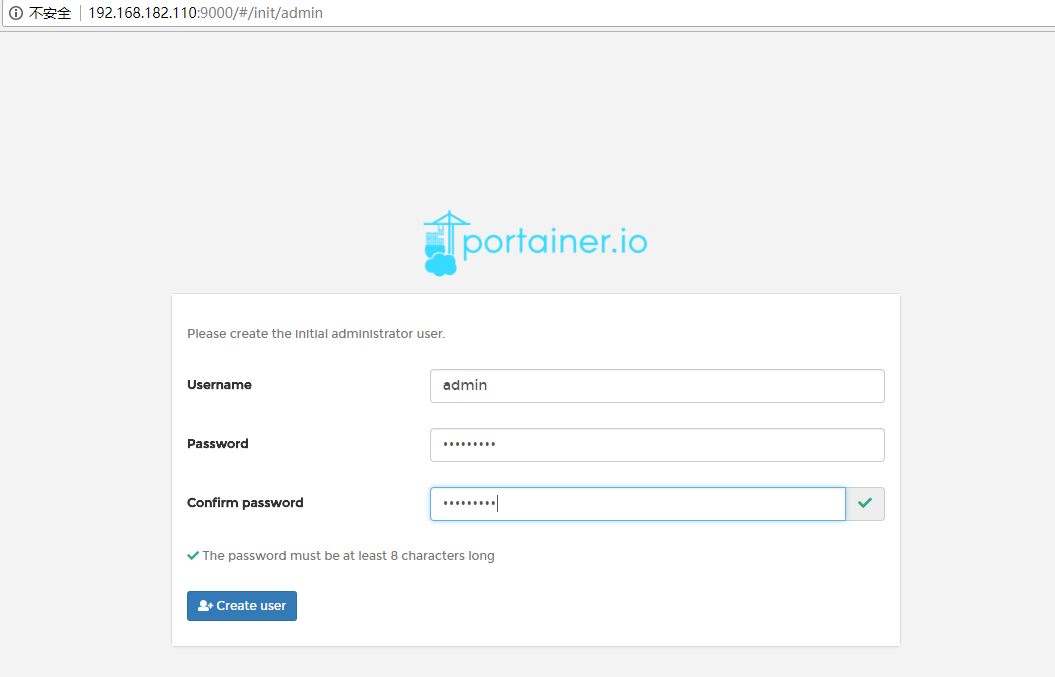 不安全 192.168.182.110:9000/#/init/admin
portainer.io
Please create the initial administrator user.
Username admin
Password •••••••••
Confirm password •••••••••
The password must be at least 8 characters long
Create user